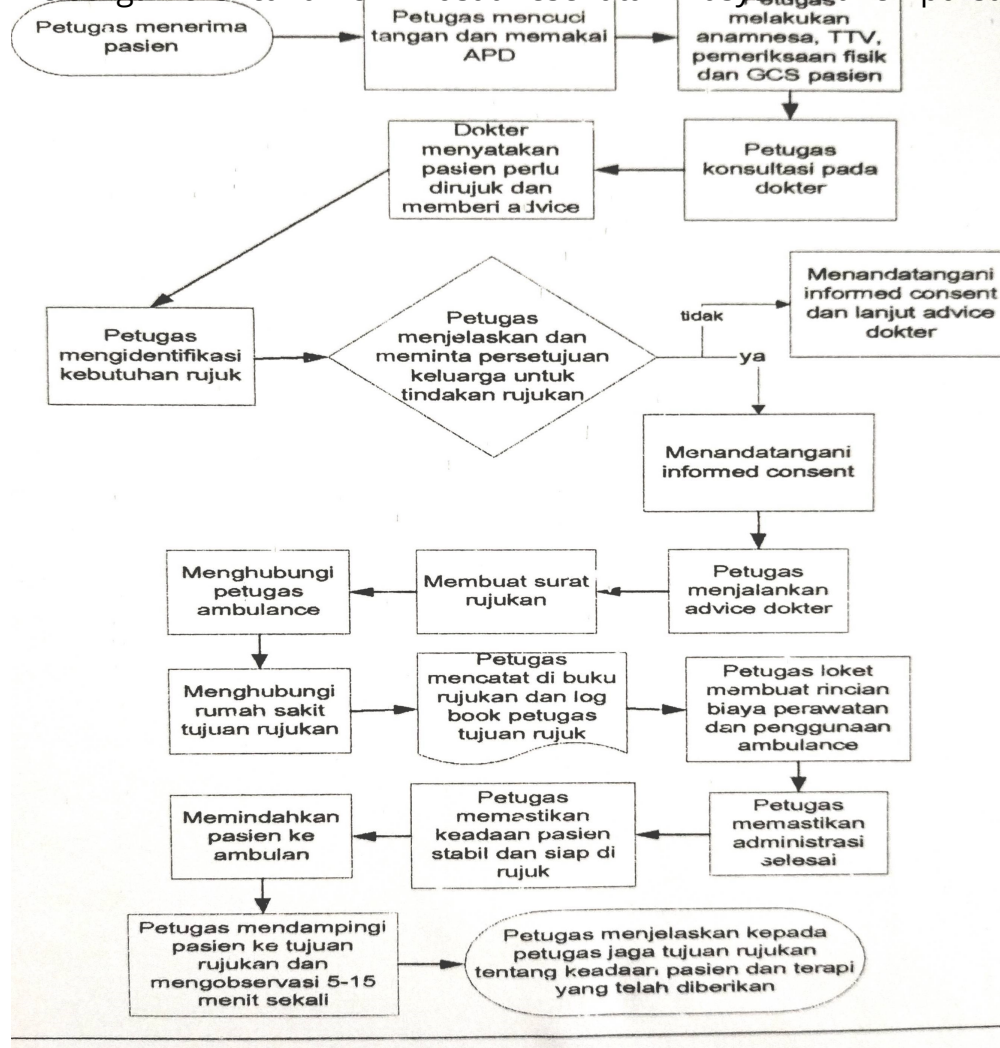 Petugas menerima
pasien
Petugas mencuci
tangan dan memakai
APD
Petugas
melakukan
anamnesa, TTV,
pemeriksaan fisik
dan GCS pasien
Petugas
konsultasi pada
dokter
Dokter
menyatakan
pasien perlu
dirujuk dan
memberi advice
Petugas
mengidentifikasi
kebutuhan rujuk
Petugas
menjelaskan dan
meminta persetujuan
keluarga untuk
tindakan rujukan
tidak
Menandatangani
informed consent
dan lanjut advice
dokter
ya
Menandatangani
informed consent
Petugas
menjalankan
advice dokter
Membuat surat
rujukan
Menghubungi
petugas
ambulance
Menghubungi
rumah sakit
tujuan rujukan
Petugas
mencatat di buku
rujukan dan log
book petugas
tujuan rujuk
Petugas loket
membuat rincian
biaya perawatan
dan penggunaan
ambulance
Petugas
memastikan
administrasi
selesai
Petugas
memastikan
keadaan pasien
stabil dan siap di
rujuk
Memindahkan
pasien ke
ambulan
Petugas mendampingi
pasien ke tujuan
rujukan dan
mengobservasi 5-15
menit sekali
Petugas menjelaskan kepada
petugas jaga tujuan rujukan
tentang keadaan pasien dan terapi
yang telah diberikan